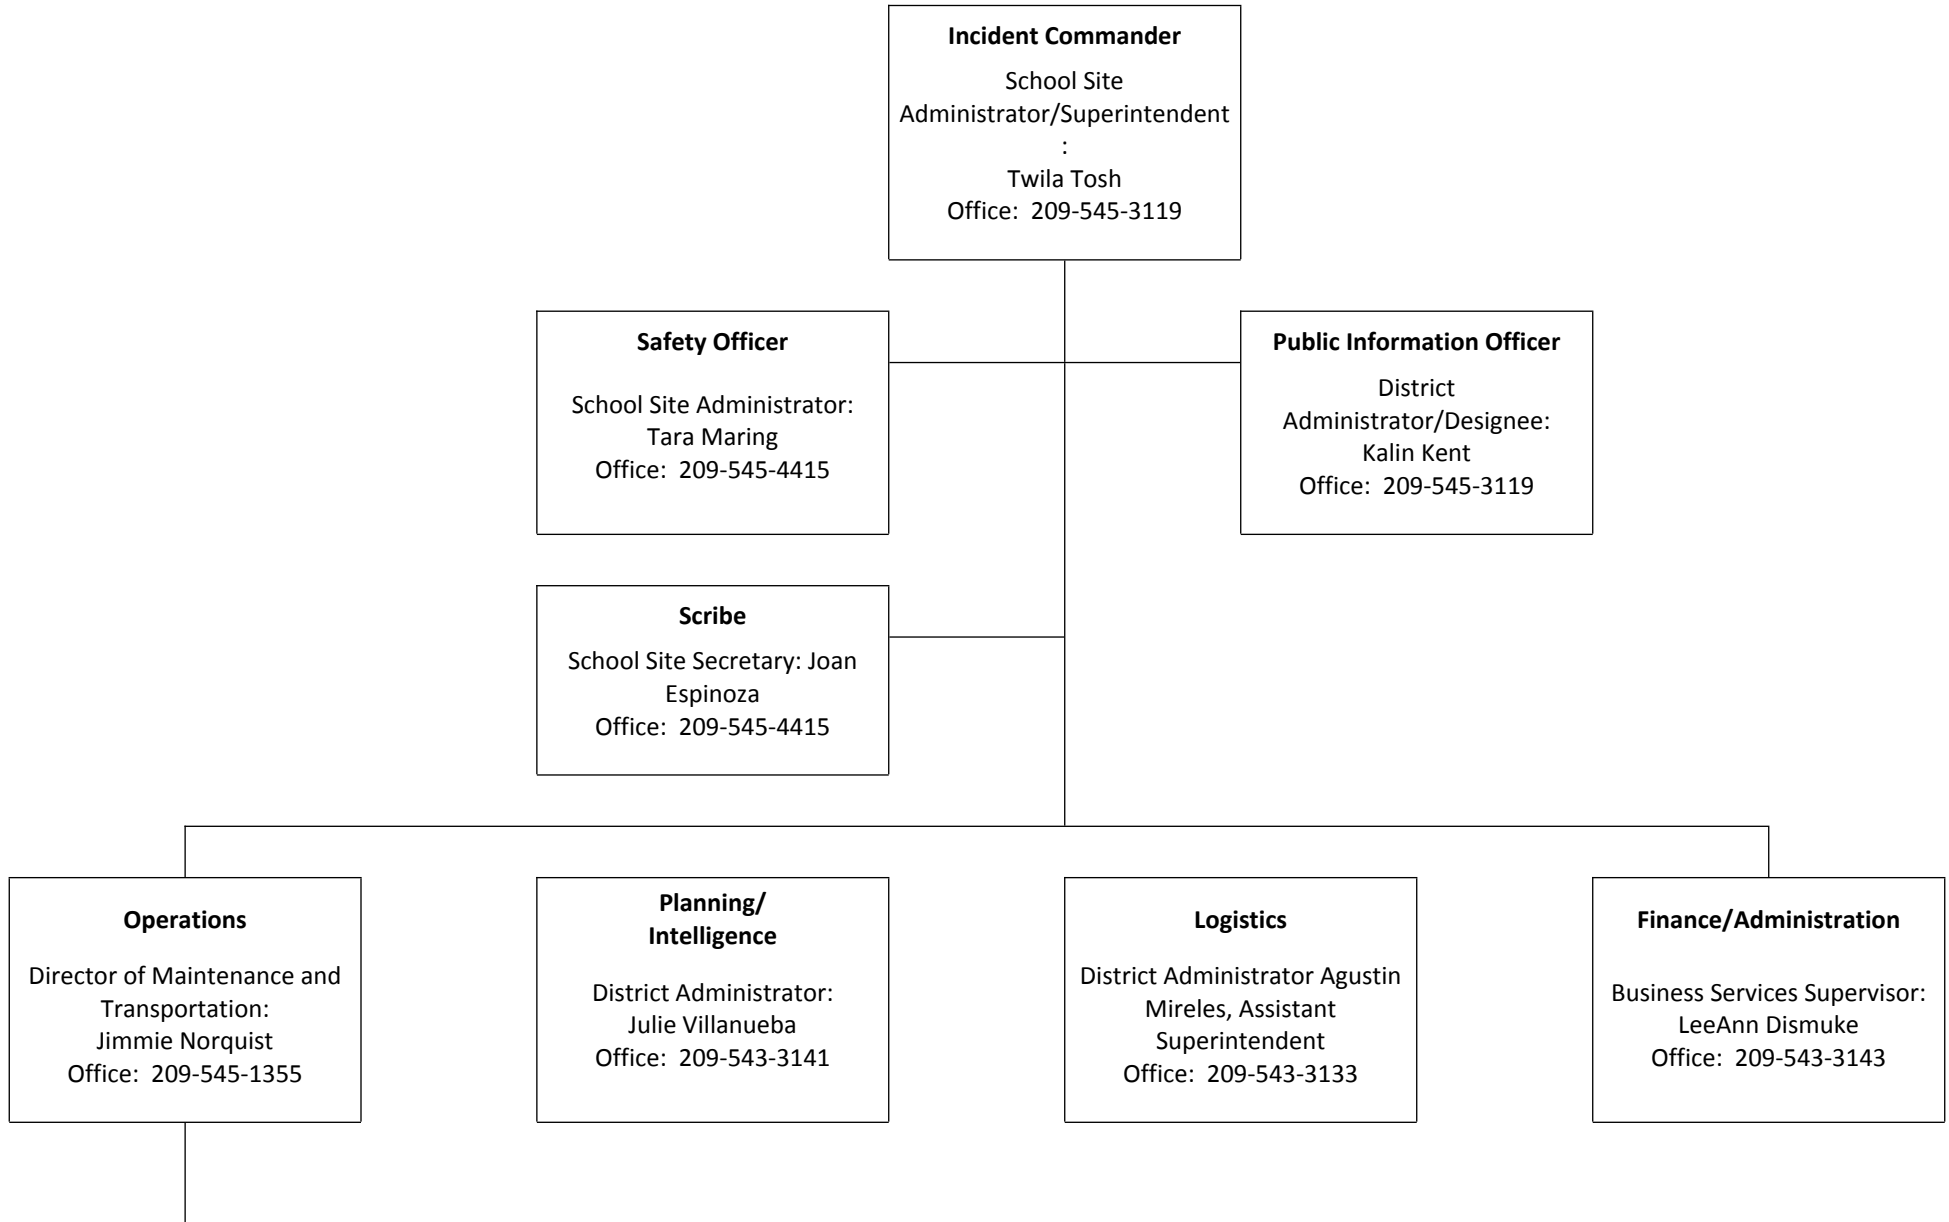 Incident Commander
School Site
Administrator/Superintendent
:
Twila Tosh
Office: 209-545-3119
Safety Officer
School Site Administrator:
Tara Maring
Office: 209-545-4415
Public Information Officer
District
Administrator/Designee:
Kalin Kent
Office: 209-545-3119
Scribe
School Site Secretary: Joan
Espinoza
Office: 209-545-4415
Operations
Director of Maintenance and
Transportation:
Jimmie Norquist
Office: 209-545-1355
Planning/
Intelligence
District Administrator:
Julie Villanueba
Office: 209-543-3141
Logistics
District Administrator Agustin
Mireles, Assistant
Superintendent
Office: 209-543-3133
Finance/Administration
Business Services Supervisor:
LeeAnn Dismuke
Office: 209-543-3143